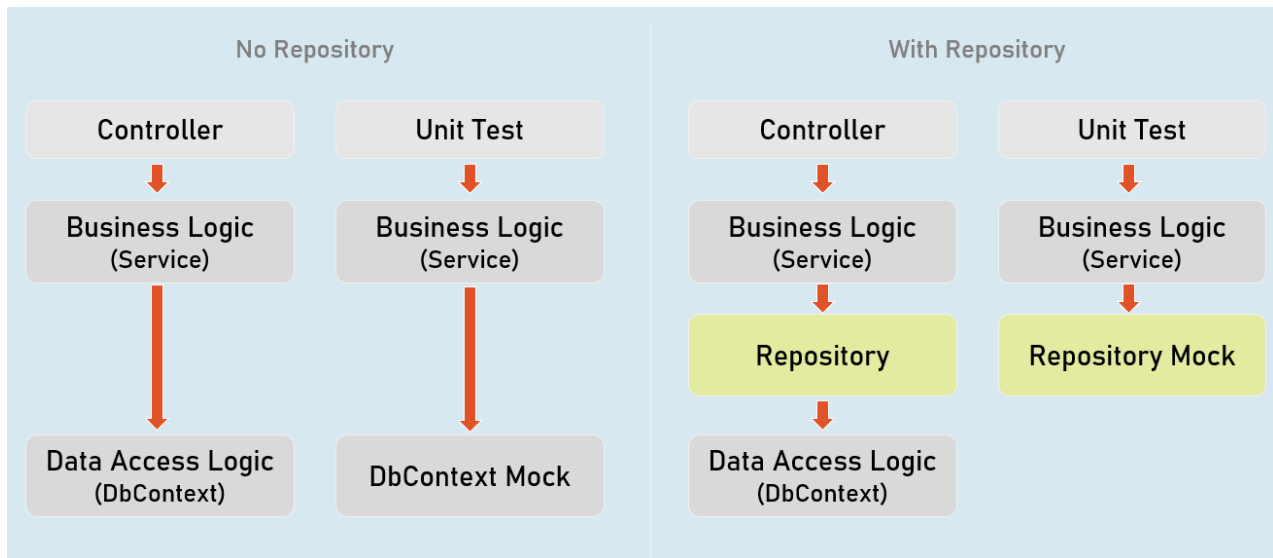 No Repository
Controller
Business Logic
(Service)
Data Access Logic
(DbContext)
Unit Test
Business Logic
(Service)
DbContext Mock
With Repository
Controller
Business Logic
(Service)
Repository
Data Access Logic
(DbContext)
Unit Test
Business Logic
(Service)
Repository Mock